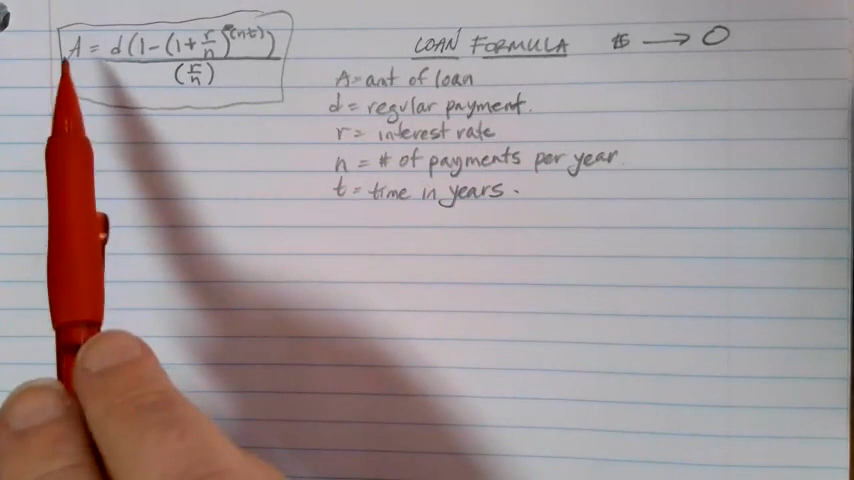 A = d(1-(1+r/n)^-(nt)) / (r/n)
LOAN FORMULA $ → 0
A = amt of loan
d = regular payment.
r = interest rate
n = # of payments per year.
t = time in years.